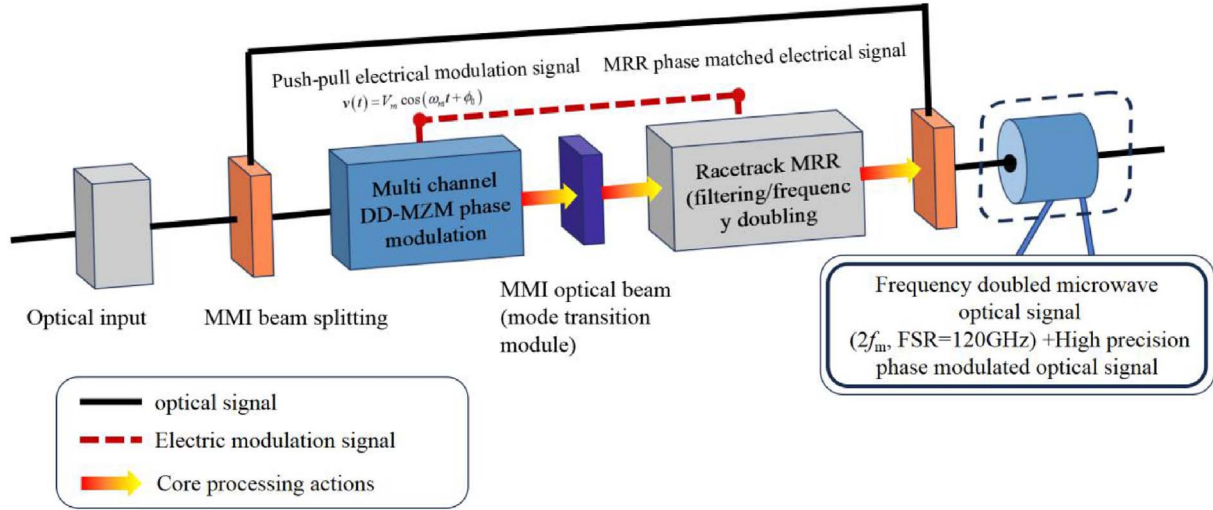 Push-pull electrical modulation signal
v(t) = V_m cos(ω_m t + ϕ_0)
MRR phase matched electrical signal
Multi channel
DD-MZM phase
modulation
Racetrack MRR
(filtering/frequenc
y doubling
Optical input
MMI beam splitting
MMI optical beam
(mode transition
module)
Frequency doubled microwave
optical signal
(2f_m, FSR=120GHz) +High precision
phase modulated optical signal
optical signal
Electric modulation signal
Core processing actions